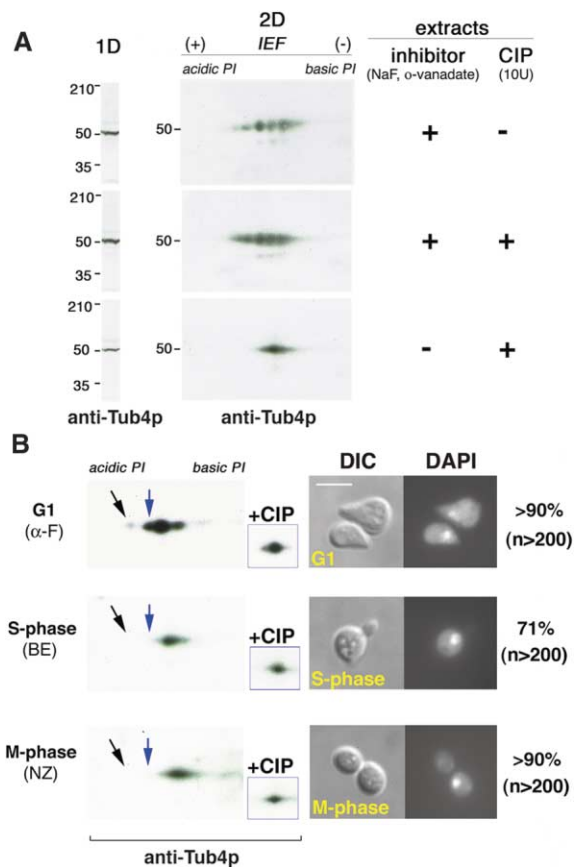 A
1D
2D
(+) IEF (-)
acidic PI basic PI
extracts
inhibitor CIP
(NaF, o-vanadate) (10U)
210
50
35
50
+ -
210
50
35
50
+ +
210
50
35
50
- +
anti-Tub4p anti-Tub4p
B
acidic PI basic PI
DIC DAPI
G1
(α-F)
+CIP
G1
>90%
(n>200)
S-phase
(BE)
+CIP
S-phase
71%
(n>200)
M-phase
(NZ)
+CIP
M-phase
>90%
(n>200)
anti-Tub4p